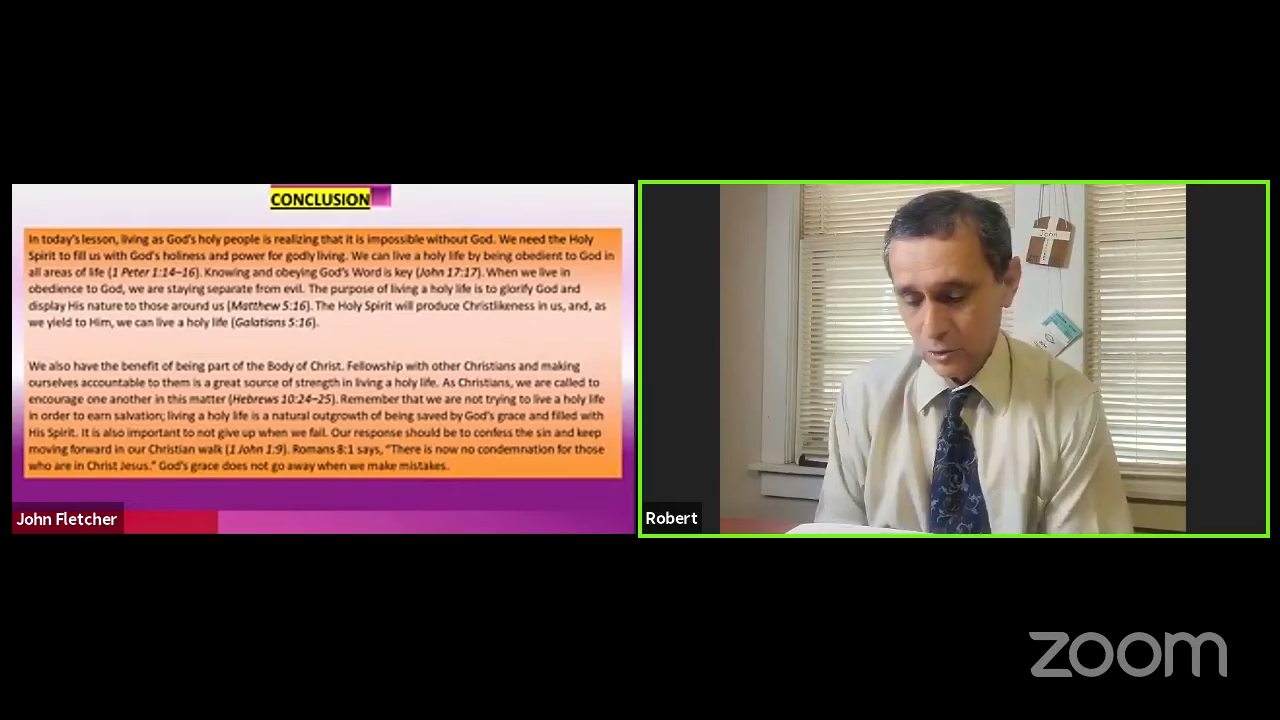 CONCLUSION
In today's lesson, living as God's holy people is realizing that it is impossible without God. We need the Holy
Spirit to fill us with God's holiness and power for godly living. We can live a holy life by being obedient to God in
all areas of life (1 Peter 1:14–16). Knowing and obeying God's Word is key (John 17:17). When we live in
obedience to God, we are staying separate from evil. The purpose of living a holy life is to glorify God and
display His nature to those around us (Matthew 5:16). The Holy Spirit will produce Christlikeness in us, and, as
we yield to Him, we can live a holy life (Galatians 5:16).
We also have the benefit of being part of the Body of Christ. Fellowship with other Christians and making
ourselves accountable to them is a great source of strength in living a holy life. As Christians, we are called to
encourage one another in this matter (Hebrews 10:24–25). Remember that we are not trying to live a holy life
in order to earn salvation; living a holy life is a natural outgrowth of being saved by God's grace and filled with
His Spirit. It is also important to not give up when we fail. Our response should be to confess the sin and keep
moving forward in our Christian walk (1 John 1:9). Romans 8:1 says, "There is now no condemnation for those
who are in Christ Jesus." God's grace does not go away when we make mistakes.
John Fletcher
John
Robert
zoom